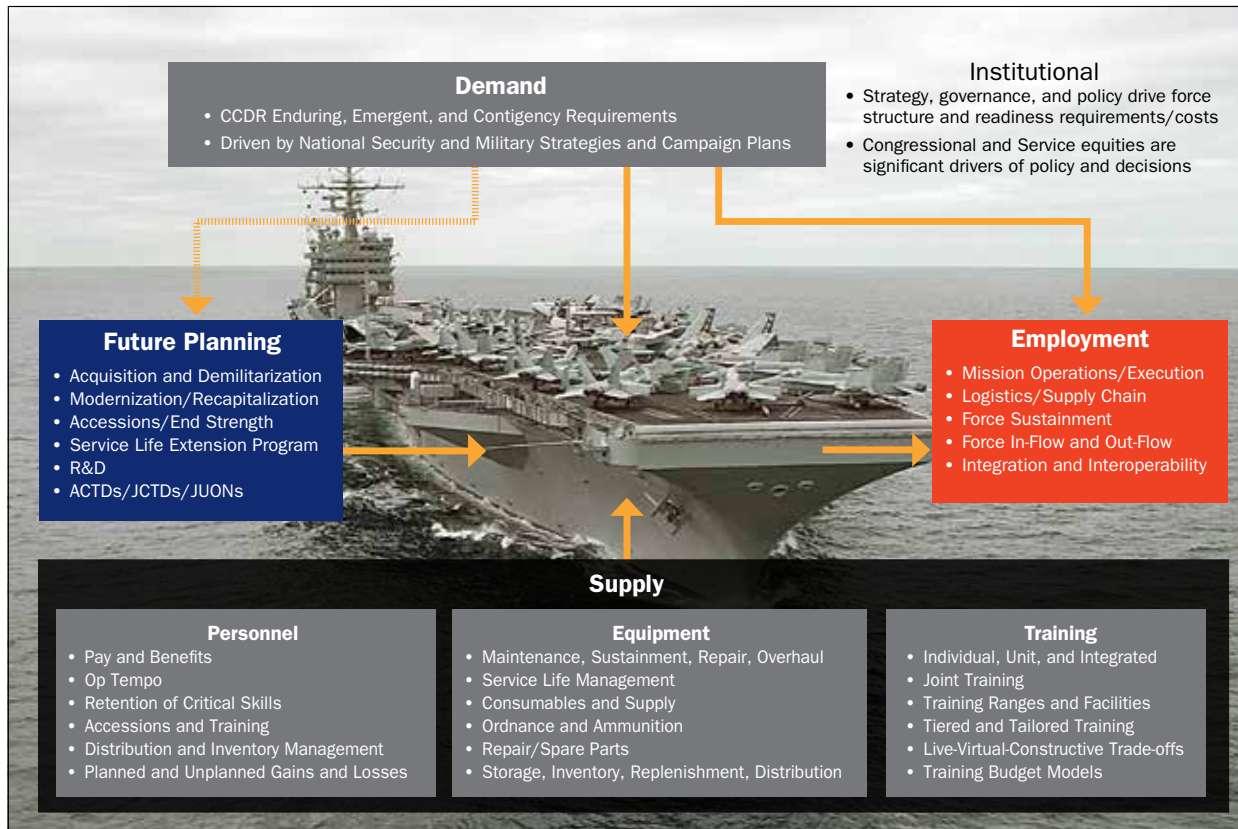 Demand
• CCDR Enduring, Emergent, and Contigency Requirements
• Driven by National Security and Military Strategies and Campaign Plans
Institutional
• Strategy, governance, and policy drive force
structure and readiness requirements/costs
• Congressional and Service equities are
significant drivers of policy and decisions
Future Planning
• Acquisition and Demilitarization
• Modernization/Recapitalization
• Accessions/End Strength
• Service Life Extension Program
• R&D
• ACTDs/JCTDs/JUONs
Employment
• Mission Operations/Execution
• Logistics/Supply Chain
• Force Sustainment
• Force In-Flow and Out-Flow
• Integration and Interoperability
Supply
Personnel
• Pay and Benefits
• Op Tempo
• Retention of Critical Skills
• Accessions and Training
• Distribution and Inventory Management
• Planned and Unplanned Gains and Losses
Equipment
• Maintenance, Sustainment, Repair, Overhaul
• Service Life Management
• Consumables and Supply
• Ordnance and Ammunition
• Repair/Spare Parts
• Storage, Inventory, Replenishment, Distribution
Training
• Individual, Unit, and Integrated
• Joint Training
• Training Ranges and Facilities
• Tiered and Tailored Training
• Live-Virtual-Constructive Trade-offs
• Training Budget Models